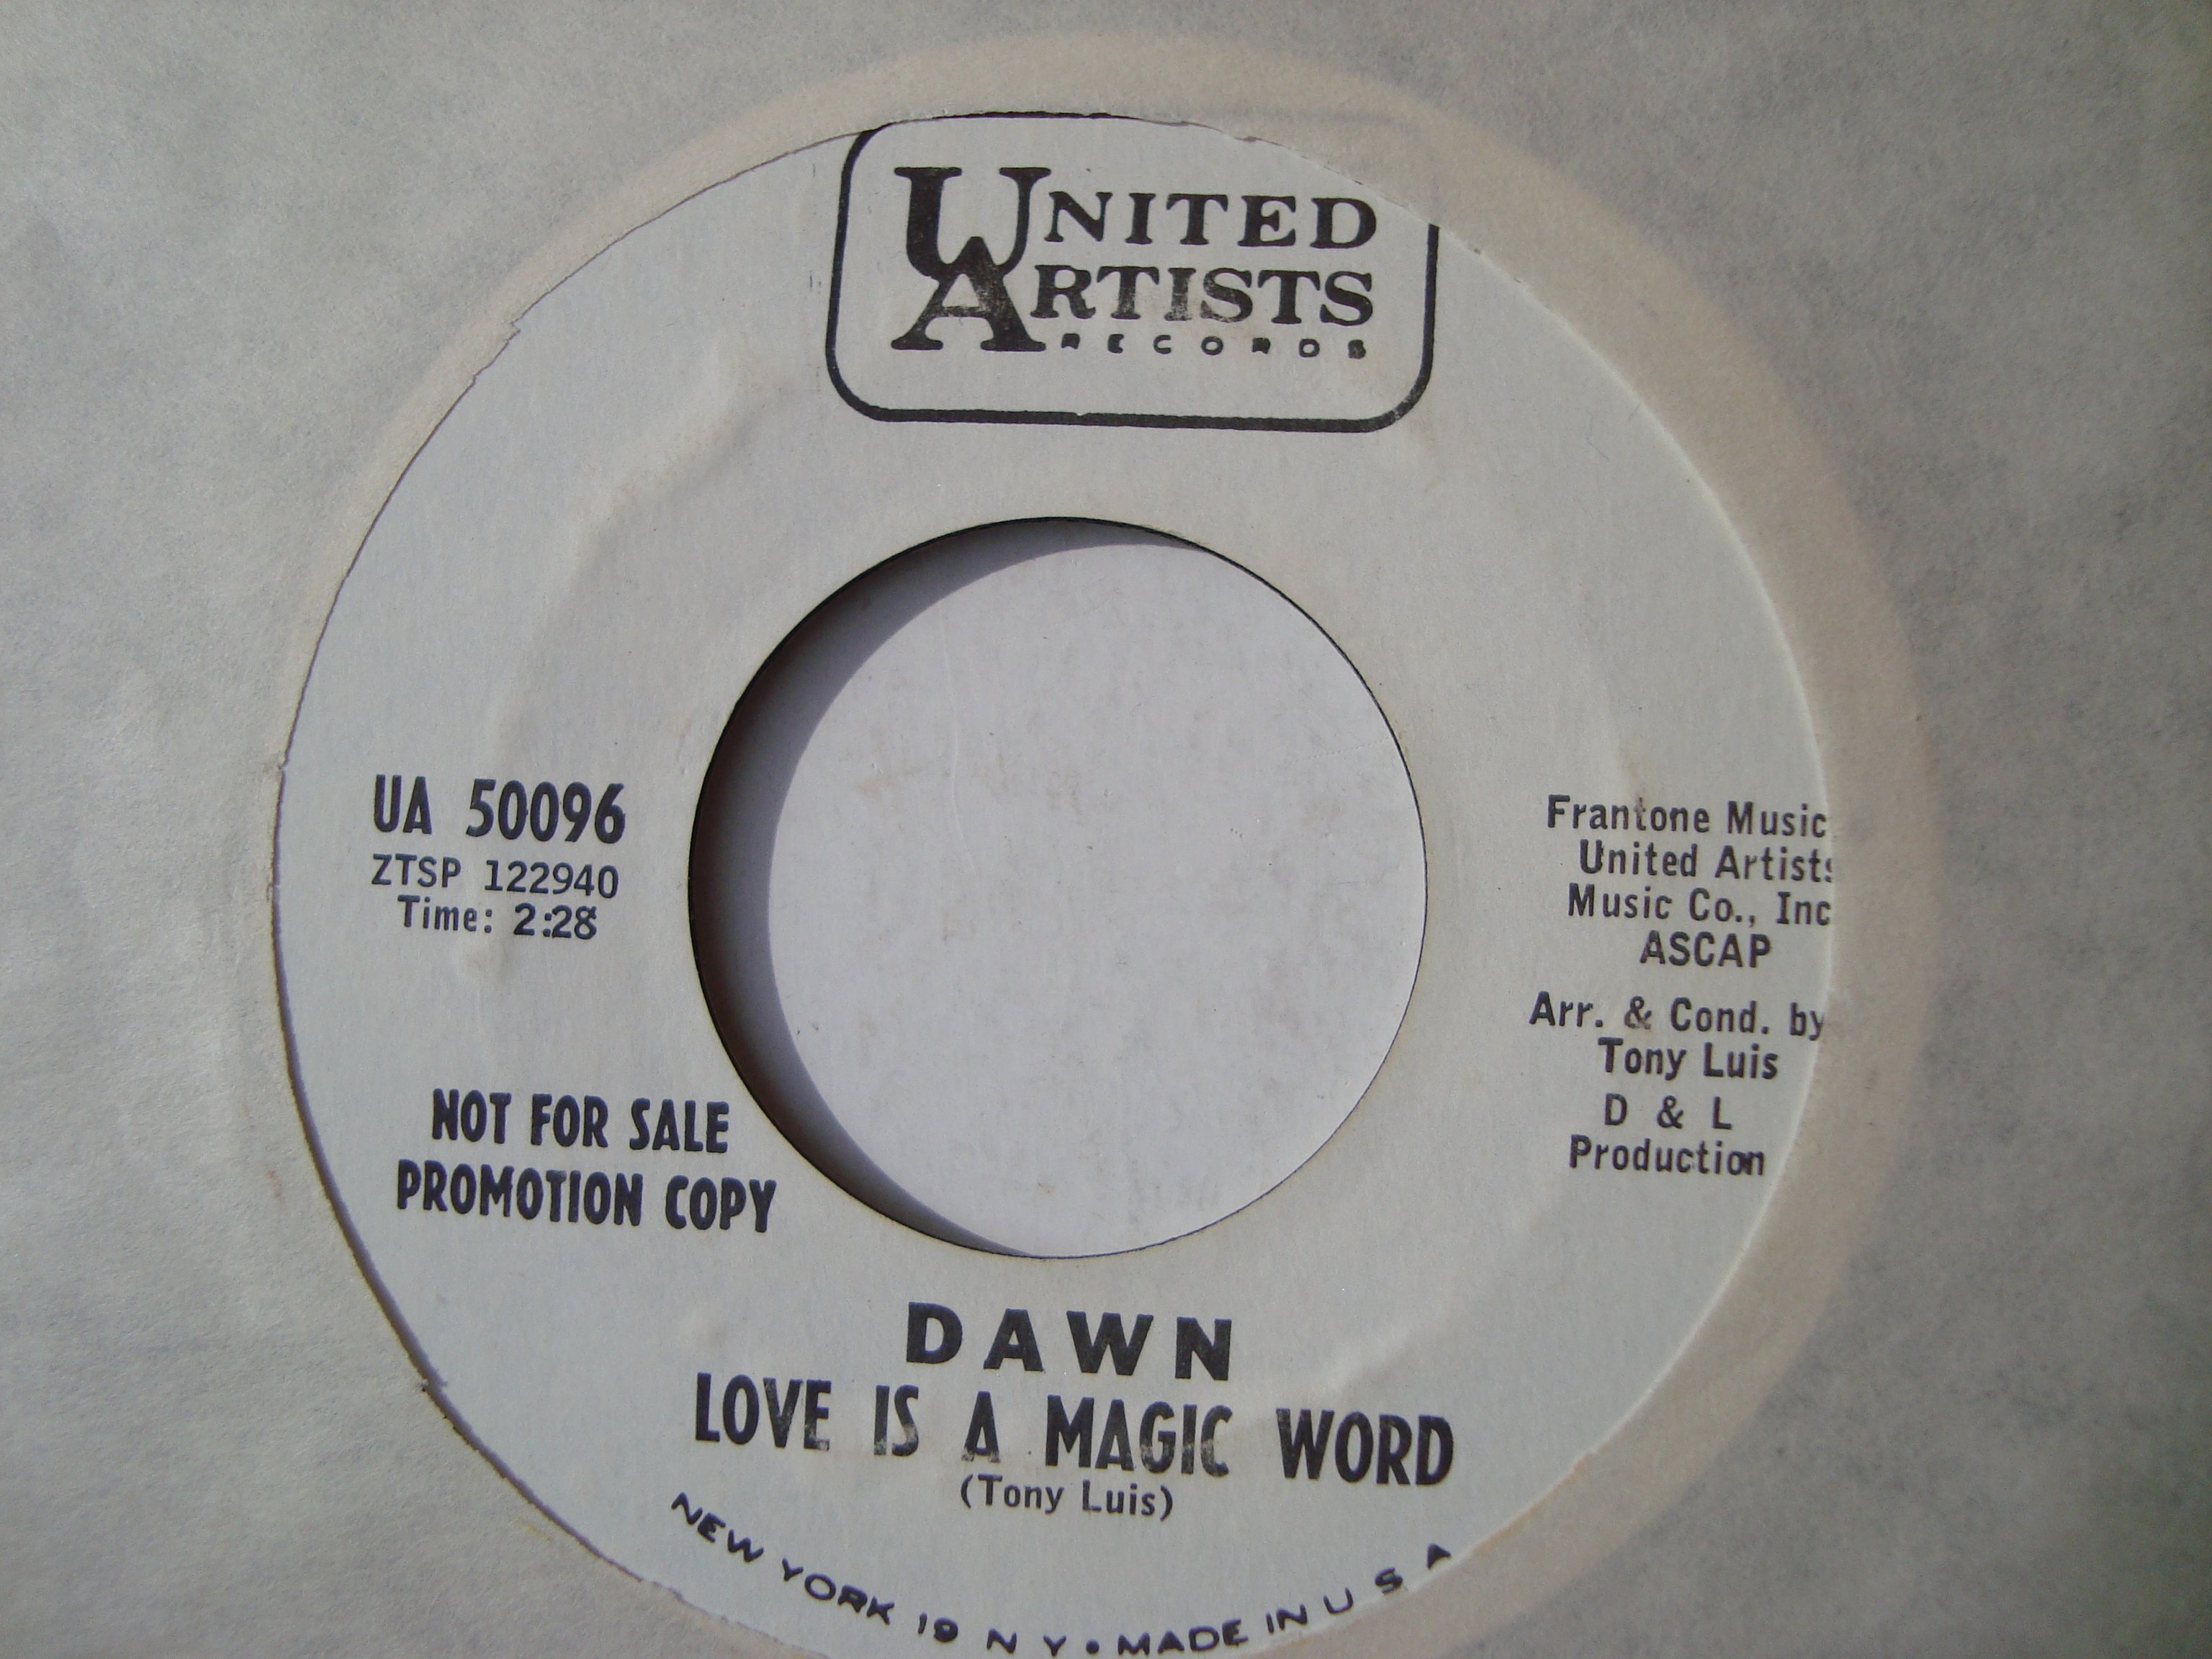 UNITED
ARTISTS
RECORDS
UA 50096
ZTSP 122940
Time: 2:28
Frantone Music
United Artists
Music Co., Inc
ASCAP
Arr. & Cond. by
Tony Luis
D & L
Production
NOT FOR SALE
PROMOTION COPY
DAWN
LOVE IS A MAGIC WORD
(Tony Luis)
NEW YORK 19 N Y • MADE IN U S A